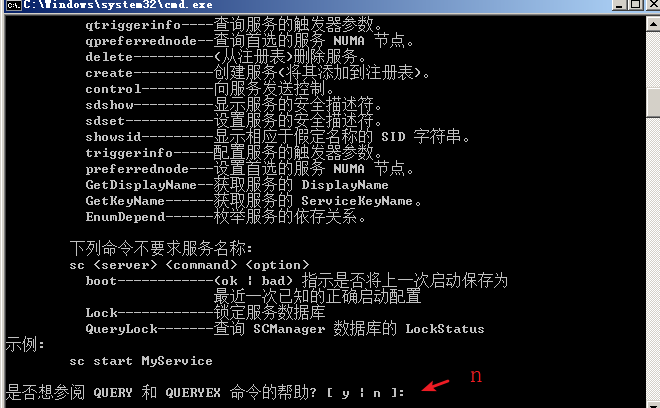 C:\Windows\system32\cmd.exe
qtriggerinfo----查询服务的触发器参数。
qpreferrednode--查询首选的服务 NUMA 节点。
delete----------(从注册表)删除服务。
create----------创建服务(将其添加到注册表)。
control---------向服务发送控制。
sdshow----------显示服务的安全描述符。
sdset-----------设置服务的安全描述符。
showsid---------显示相应于假定名称的 SID 字符串。
triggerinfo-----配置服务的触发器参数。
preferrednode---设置首选的服务 NUMA 节点。
GetDisplayName--获取服务的 DisplayName
GetKeyName------获取服务的 ServiceKeyName。
EnumDepend------枚举服务的依存关系。
下列命令不要求服务名称:
sc <server> <command> <option>
boot------------(ok | bad) 指示是否将上一次启动保存为
最近一次已知的正确启动配置
Lock------------锁定服务数据库
QueryLock-------查询 SCManager 数据库的 LockStatus
示例:
sc start MyService
是否想参阅 QUERY 和 QUERYEX 命令的帮助? [ y | n ]:
n